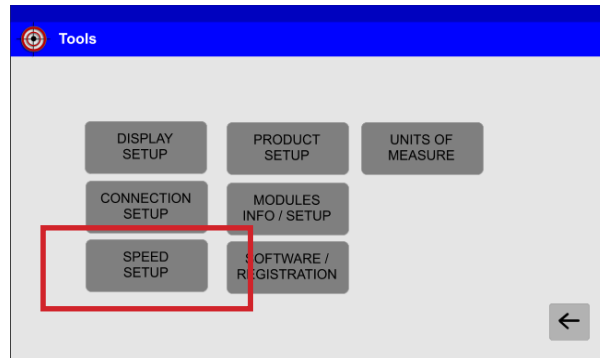 Tools
DISPLAY
SETUP
PRODUCT
SETUP
UNITS OF
MEASURE
CONNECTION
SETUP
MODULES
INFO / SETUP
SPEED
SETUP
SOFTWARE /
REGISTRATION